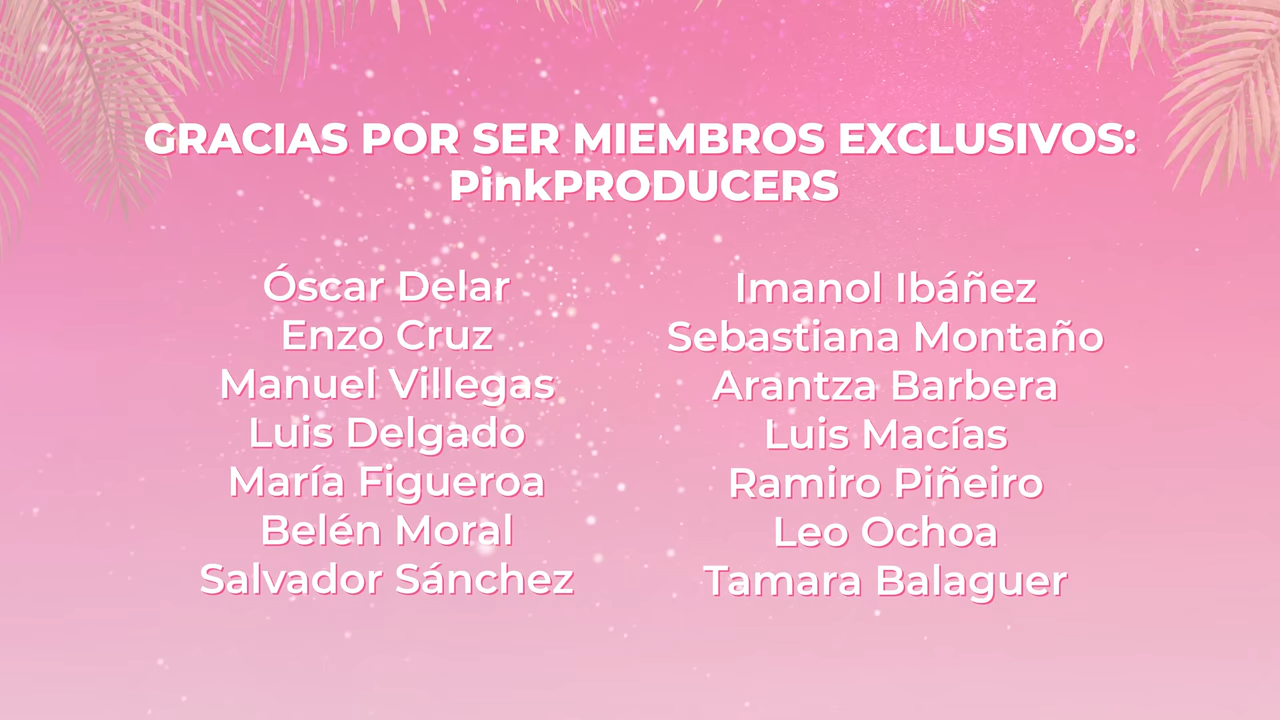 GRACIAS POR SER MIEMBROS EXCLUSIVOS:
PinkPRODUCERS
Óscar Delar
Enzo Cruz
Manuel Villegas
Luis Delgado
María Figueroa
Belén Moral
Salvador Sánchez
Imanol Ibáñez
Sebastiana Montaño
Arantza Barbera
Luis Macías
Ramiro Piñeiro
Leo Ochoa
Tamara Balaguer